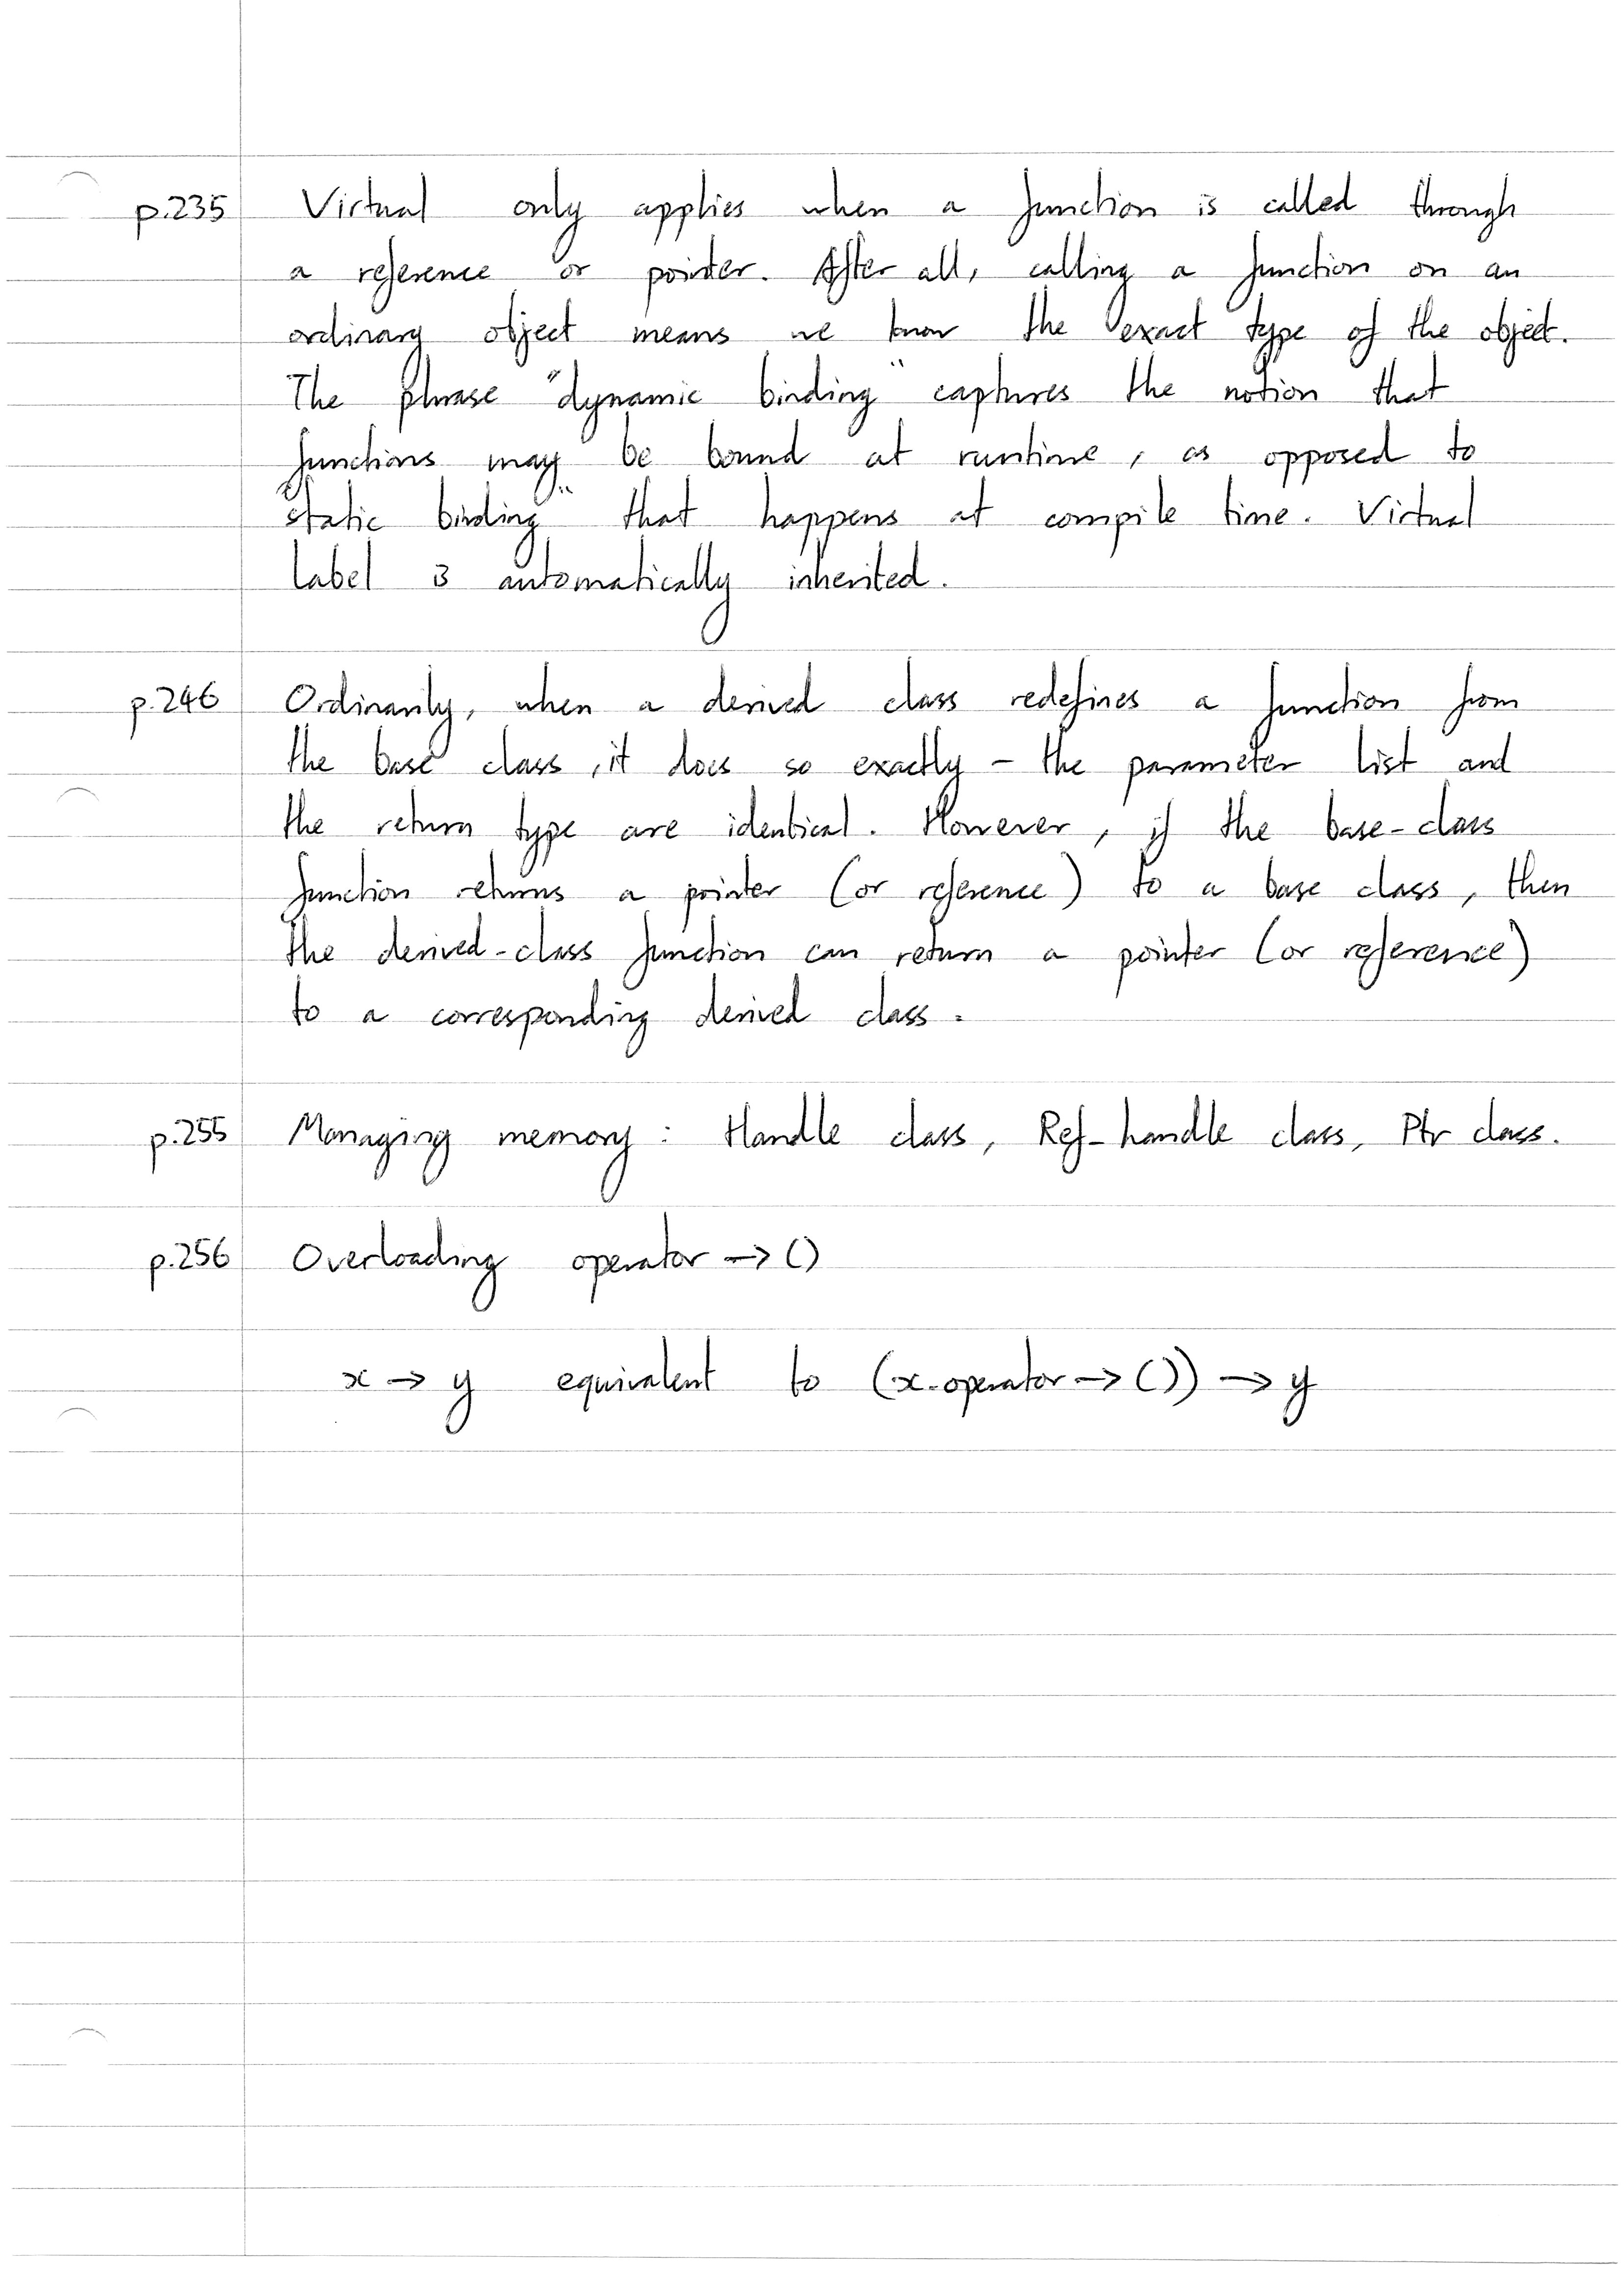 p.235 Virtual only applies when a function is called through
a reference or pointer. After all, calling a function on an
ordinary object means we know the exact type of the object.
The phrase "dynamic binding" captures the notion that
functions may be bound at runtime, as opposed to
"static binding" that happens at compile time. Virtual
label is automatically inherited.
p.246 Ordinarily, when a derived class redefines a function from
the base class, it does so exactly - the parameter list and
the return type are identical. However, if the base-class
function returns a pointer (or reference) to a base class, then
the derived-class function can return a pointer (or reference)
to a corresponding derived class.
p.255 Managing memory: Handle class, Ref_handle class, Ptr class.
p.256 Overloading operator → ()
x → y equivalent to (x.operator → ()) → y